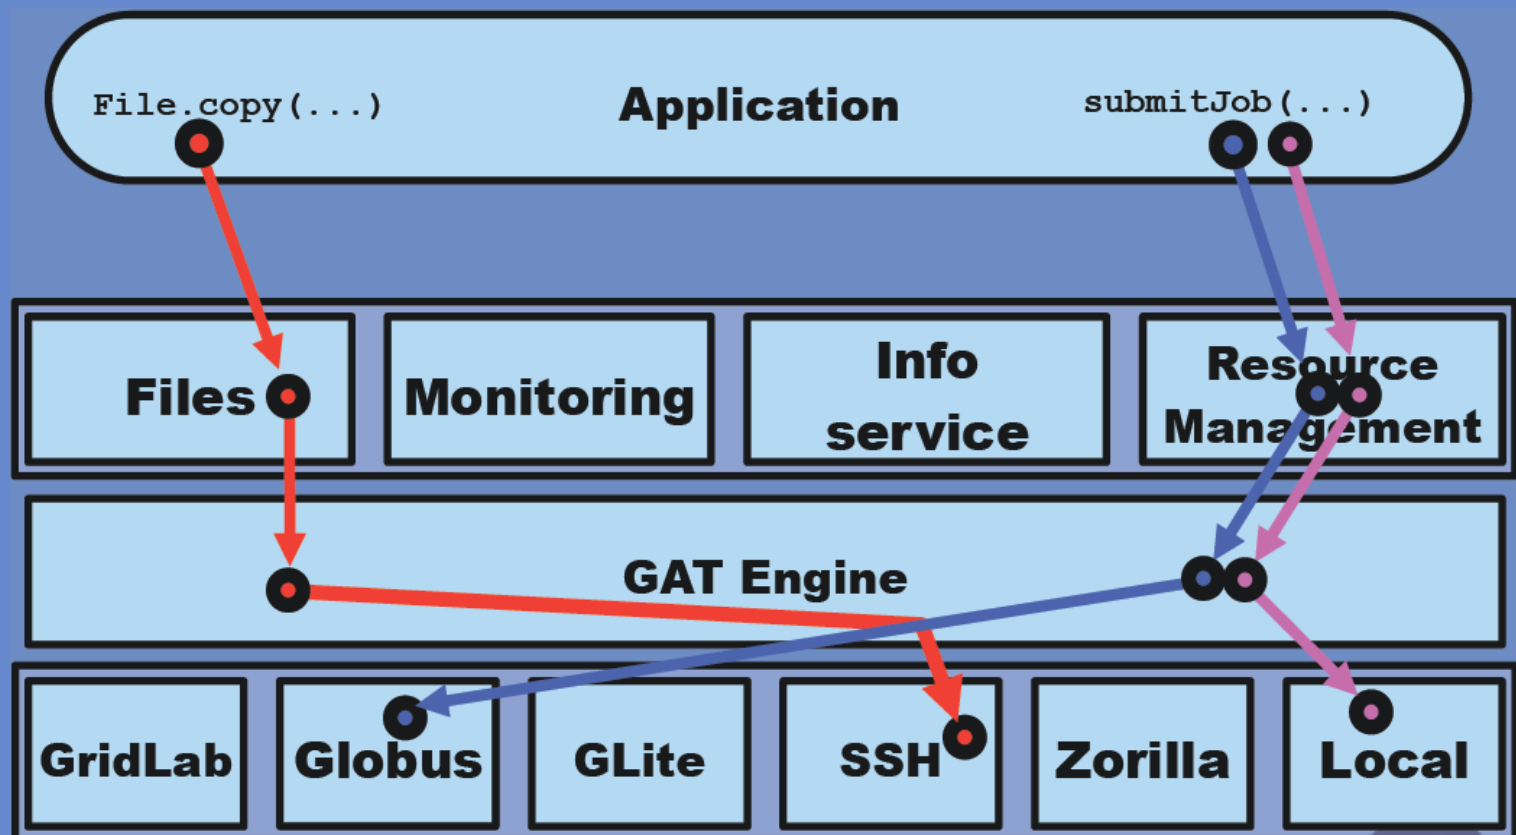 File.copy(...)
Application
submitJob(...)
Files
Monitoring
Info
service
Resource
Management
GAT Engine
GridLab
Globus
GLite
SSH
Zorilla
Local